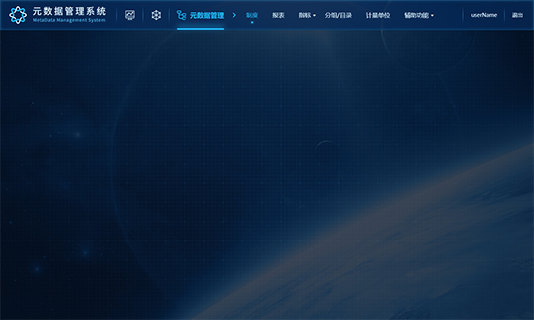 元数据管理系统
MetaData Management System
元数据管理 制度 报表 指标 分组/目录 计量单位 辅助功能 userName 退出